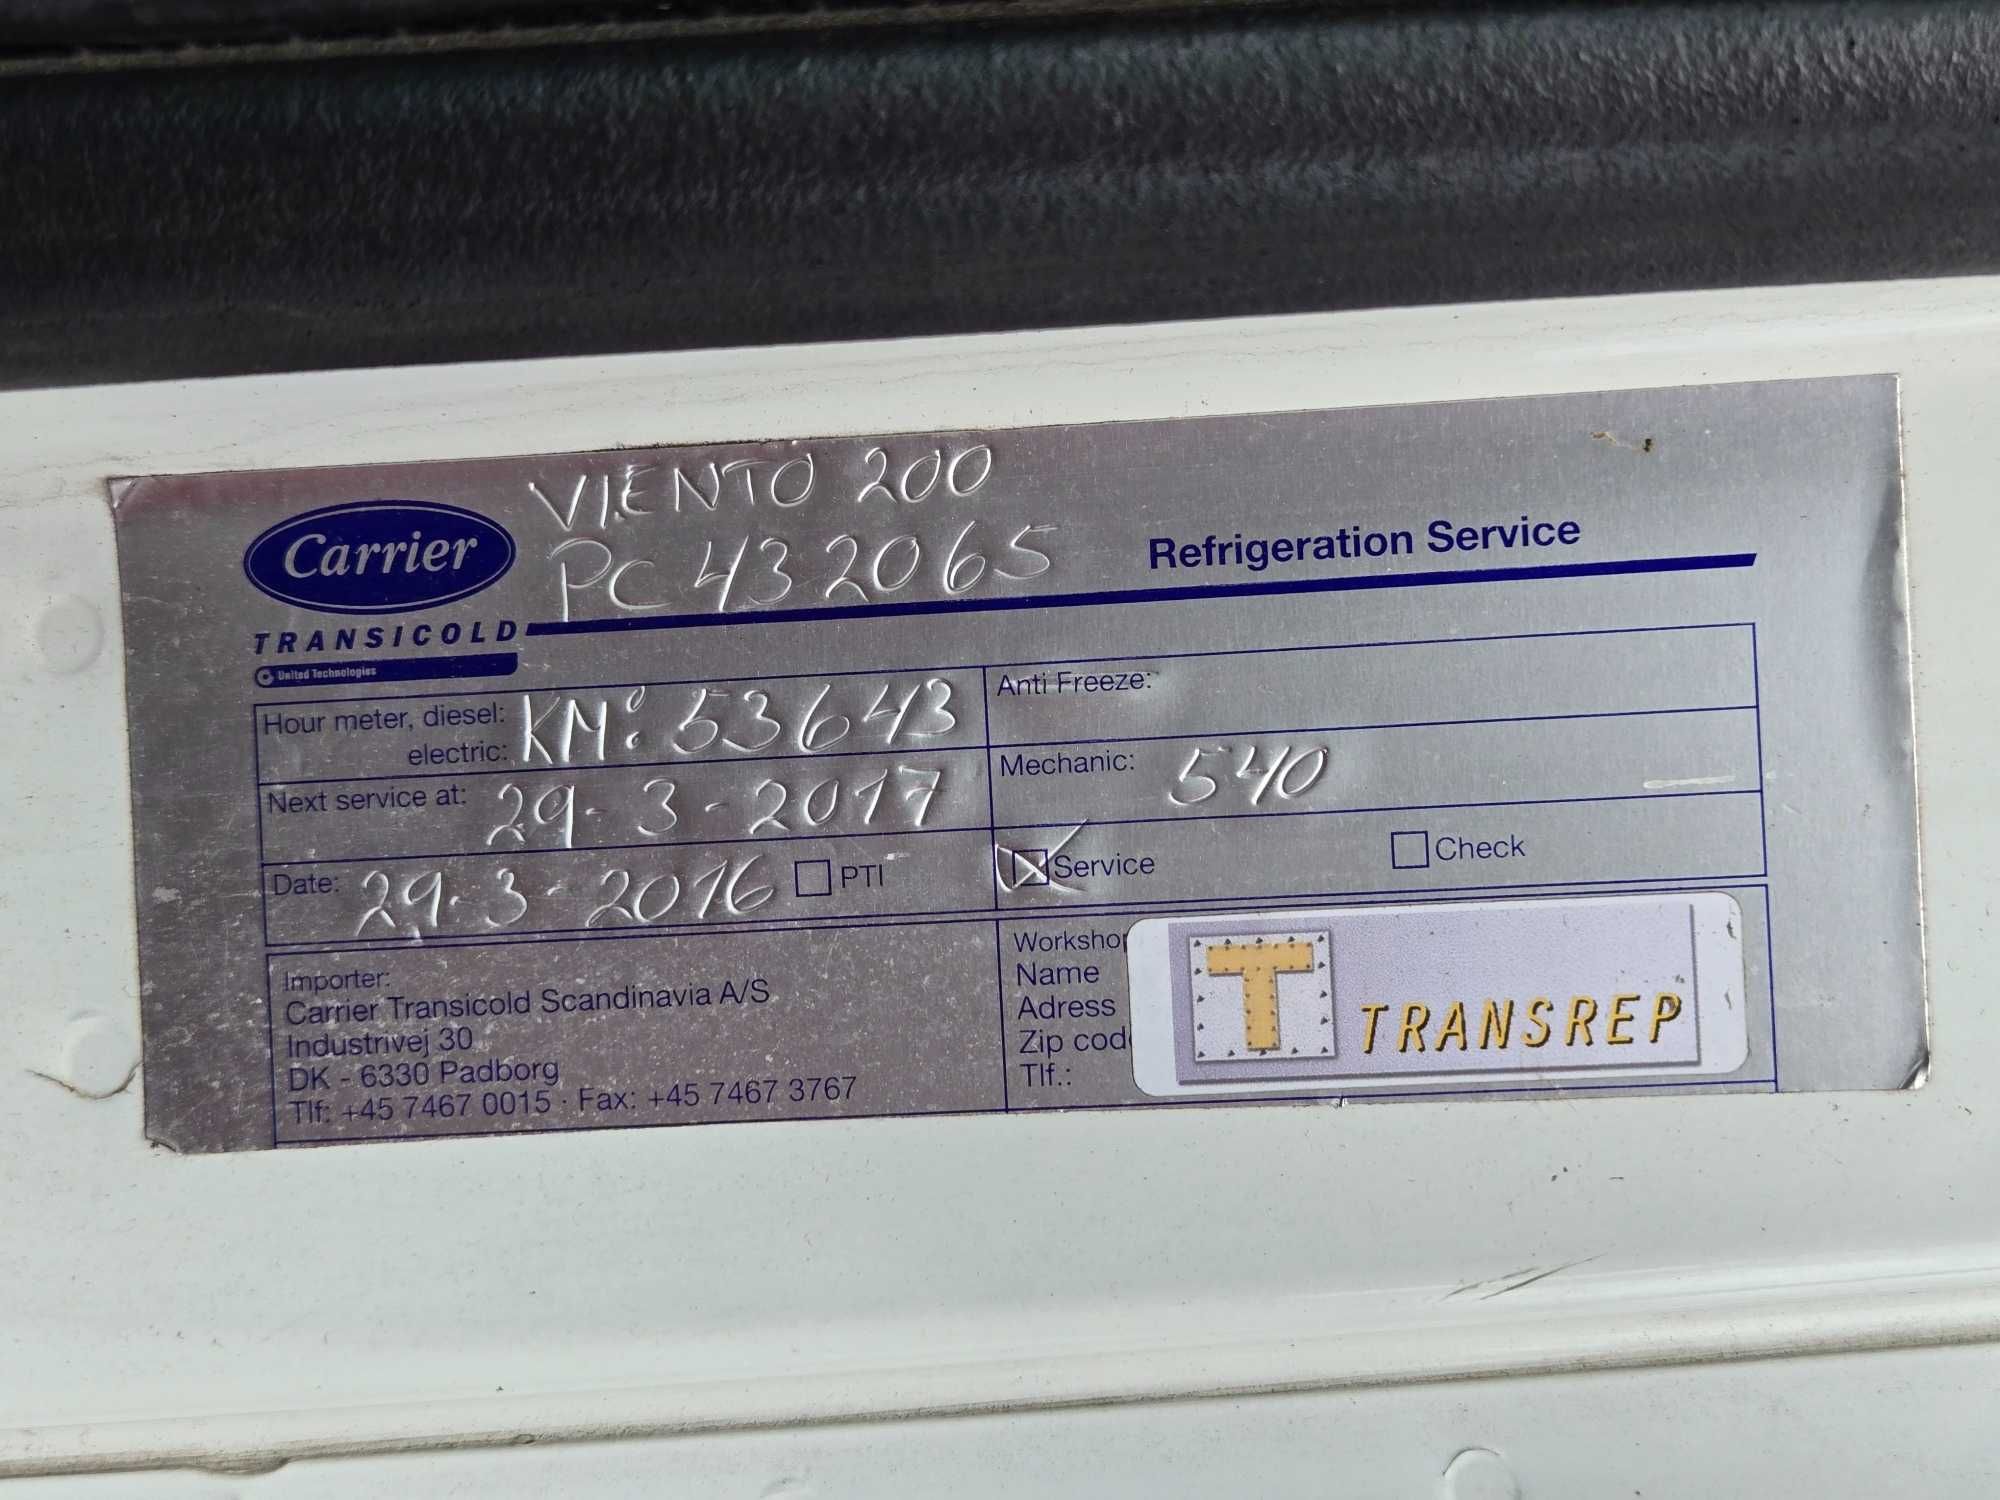 VIENTO 200
PC 432065
Carrier
TRANSICOLD
United Technologies
Refrigeration Service
Hour meter, diesel:
electric: KM: 53643
Anti Freeze:
Next service at: 29-3-2017
Mechanic: 540
Date: 29-3-2016 PTI
Service Check
Importer:
Carrier Transicold Scandinavia A/S
Industrivej 30
DK - 6330 Padborg
Tlf: +45 7467 0015 · Fax: +45 7467 3767
Name
Adress
Zip
Tlf.:
T TRANSREP